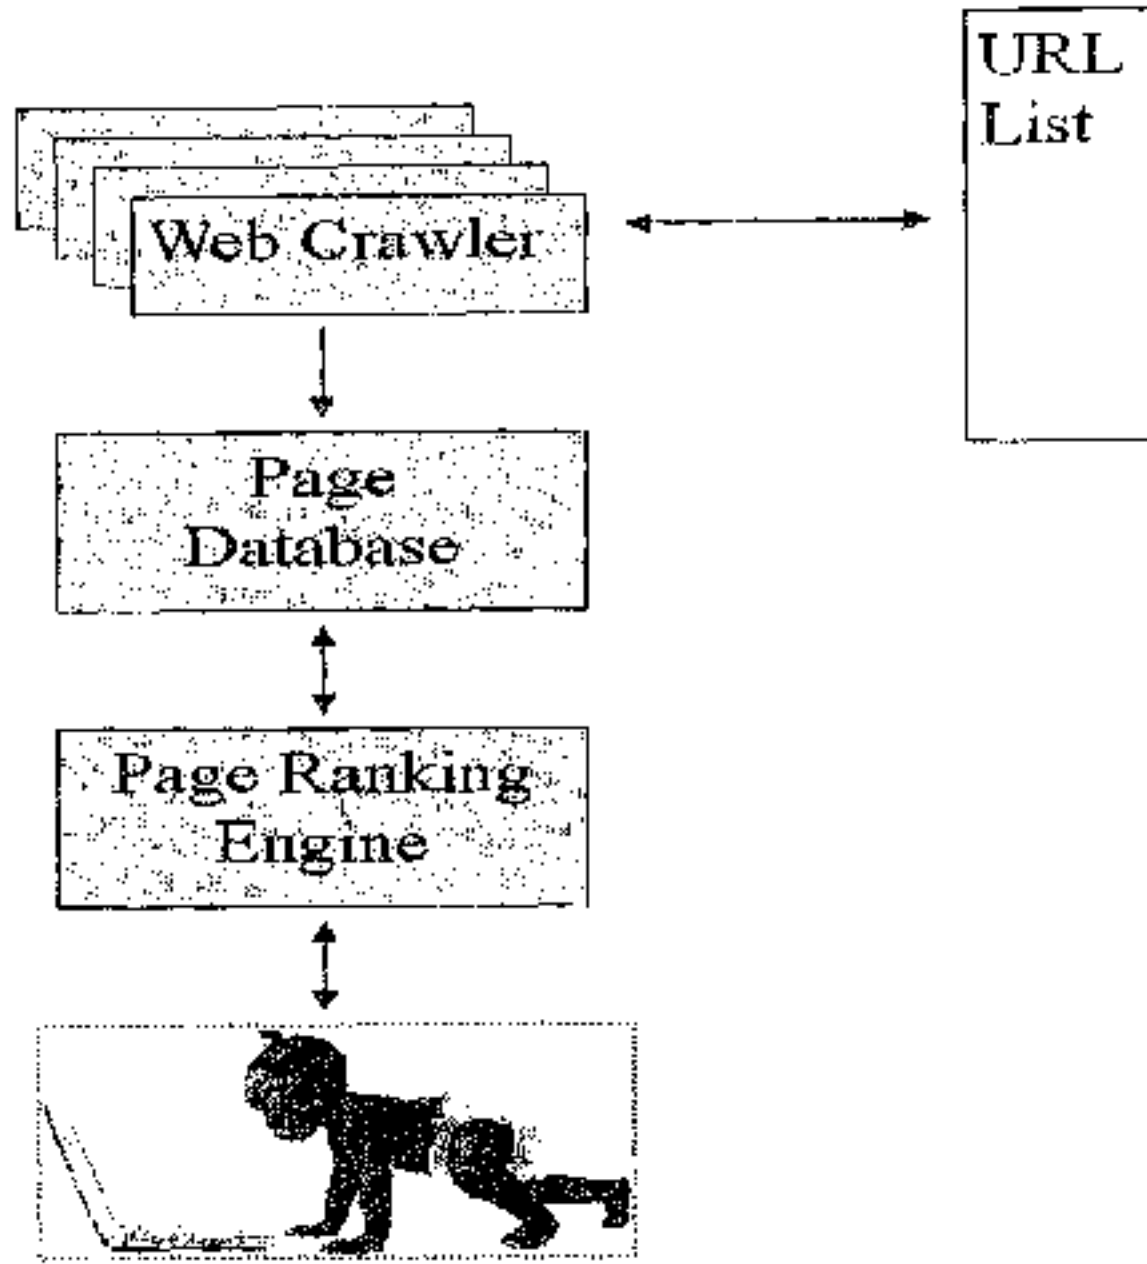 URL
List
Web Crawler
Page
Database
Page Ranking
Engine